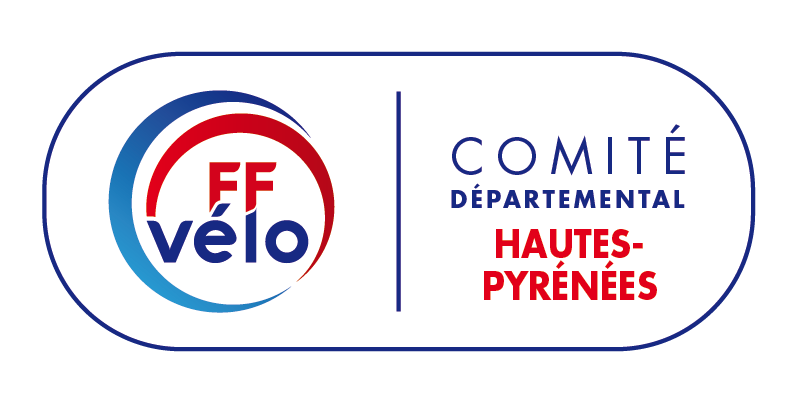 FF
vélo
COMITÉ
DÉPARTEMENTAL
HAUTES-
PYRÉNÉES